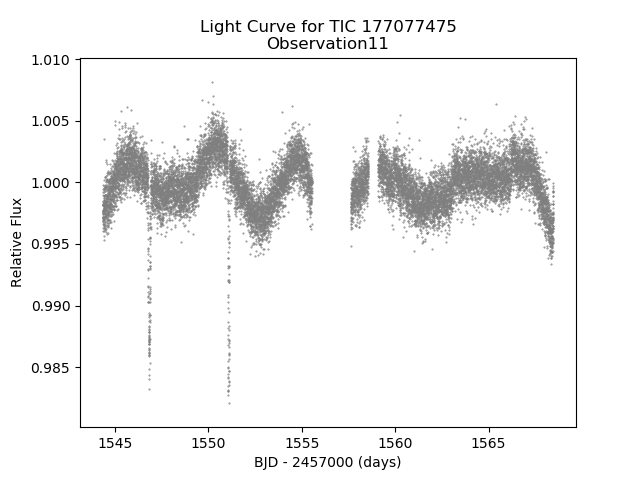 Light Curve for TIC 177077475
Observation11
1.010
1.005
1.000
0.995
0.990
0.985
Relative Flux
1545
1550
1555
1560
1565
BJD - 2457000 (days)